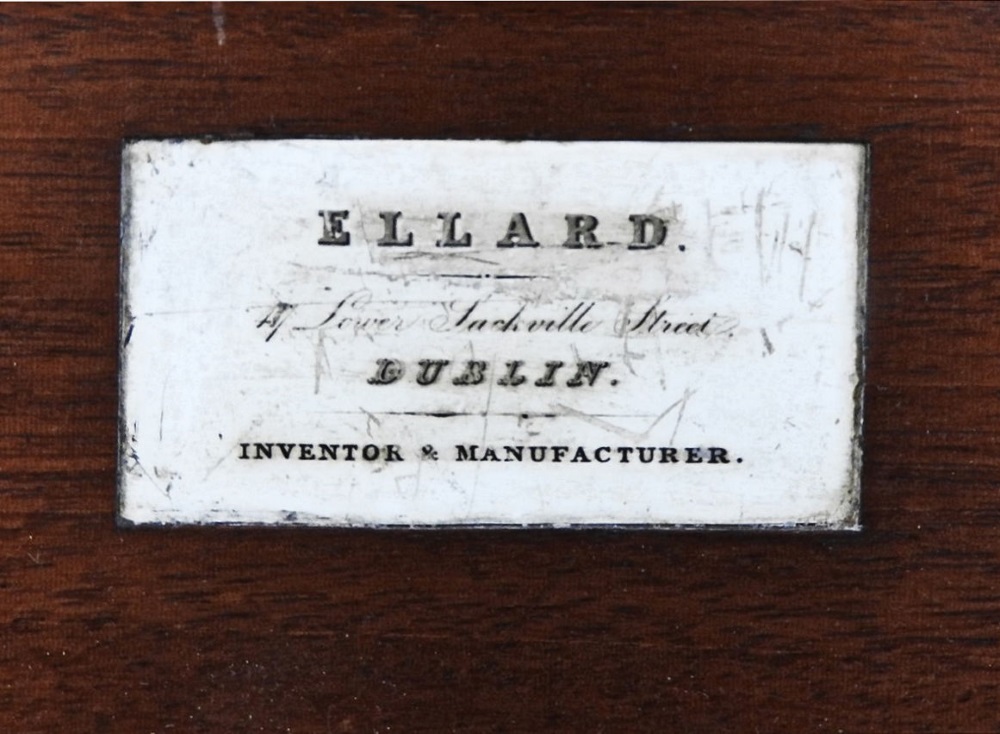 ELLARD.
47 Lower Sackville Street.
DUBLIN.
INVENTOR & MANUFACTURER.